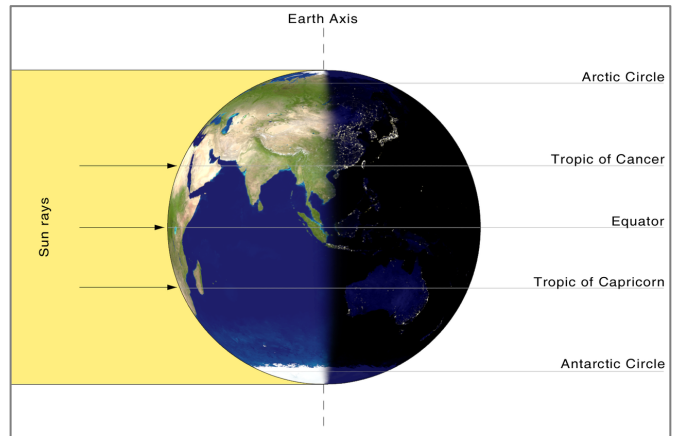 Earth Axis
Arctic Circle
Tropic of Cancer
Equator
Sun rays
Tropic of Capricorn
Antarctic Circle